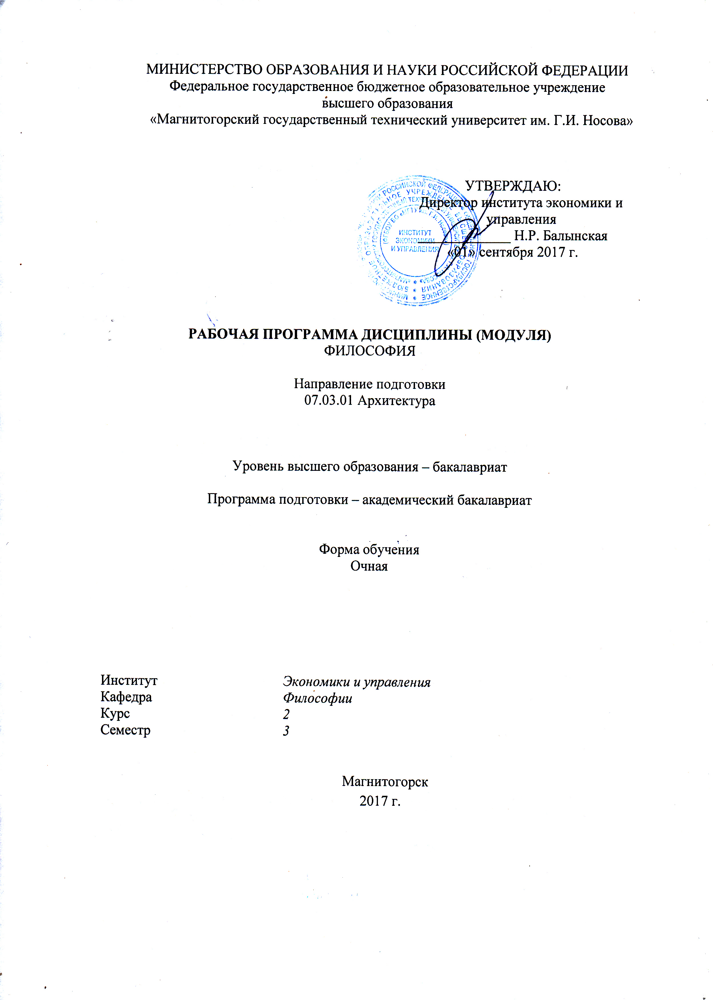 МИНИСТЕРСТВО ОБРАЗОВАНИЯ И НАУКИ РОССИЙСКОЙ ФЕДЕРАЦИИ
Федеральное государственное бюджетное образовательное учреждение
высшего образования
«Магнитогорский государственный технический университет им. Г.И. Носова»
УТВЕРЖДАЮ:
Директор института экономики и
управления
Н.Р. Балынская
«01» сентября 2017 г.
ИНСТИТУТ
ЭКОНОМИКИ
И УПРАВЛЕНИЯ
РАБОЧАЯ ПРОГРАММА ДИСЦИПЛИНЫ (МОДУЛЯ)
ФИЛОСОФИЯ
Направление подготовки
07.03.01 Архитектура
Уровень высшего образования – бакалавриат
Программа подготовки – академический бакалавриат
Форма обучения
Очная
Институт Экономики и управления
Кафедра Философии
Курс 2
Семестр 3
Магнитогорск
2017 г.